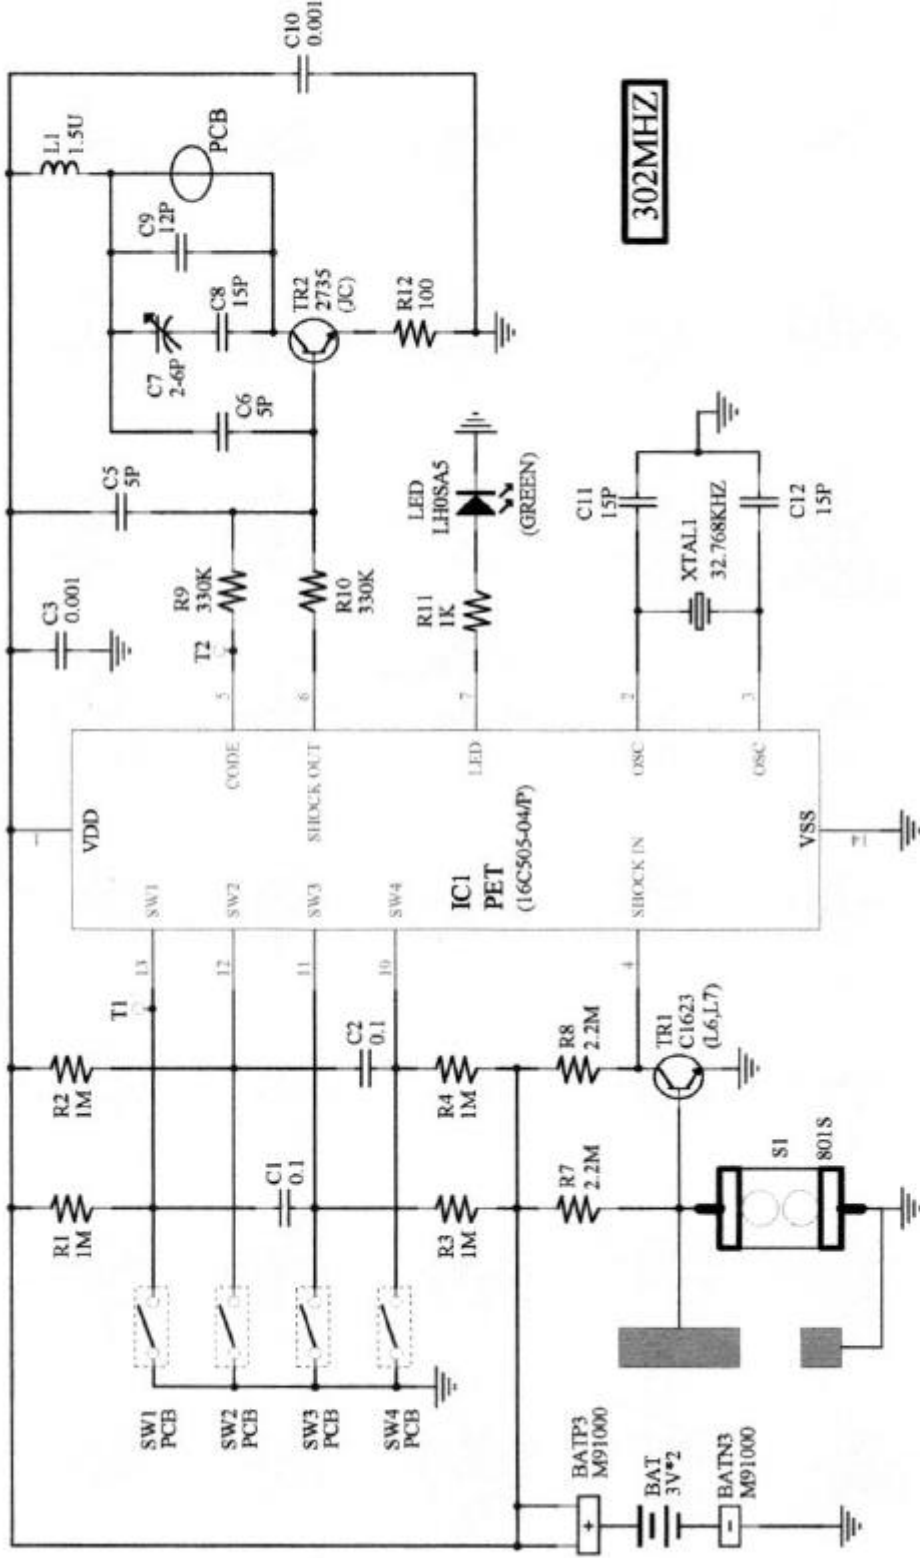 C10
0.001
L1
1.5U
PCB
C9
12P
C8
15P
C7
2-6P
C6
5P
C5
5P
C3
0.001
TR2
2735
(JC)
R12
100
302MHZ
R9
330K
T2
R10
330K
LED
LH0SA5
(GREEN)
R11
1K
C11
15P
XTAL1
32.768KHZ
C12
15P
5
6
7
2
3
VDD
CODE
SHOCK OUT
LED
OSC
OSC
SW1
SW2
SW3
SW4
IC1
PET
(16C505-04/P)
SHOCK IN
VSS
13
12
11
10
4
T1
R2
1M
C2
0.1
R4
1M
R8
2.2M
TR1
C1623
(L6,L7)
R1
1M
C1
0.1
R3
1M
R7
2.2M
S1
801S
SW1
PCB
SW2
PCB
SW3
PCB
SW4
PCB
BATP3
M91000
+
BAT
3V*2
BATN3
M91000
-